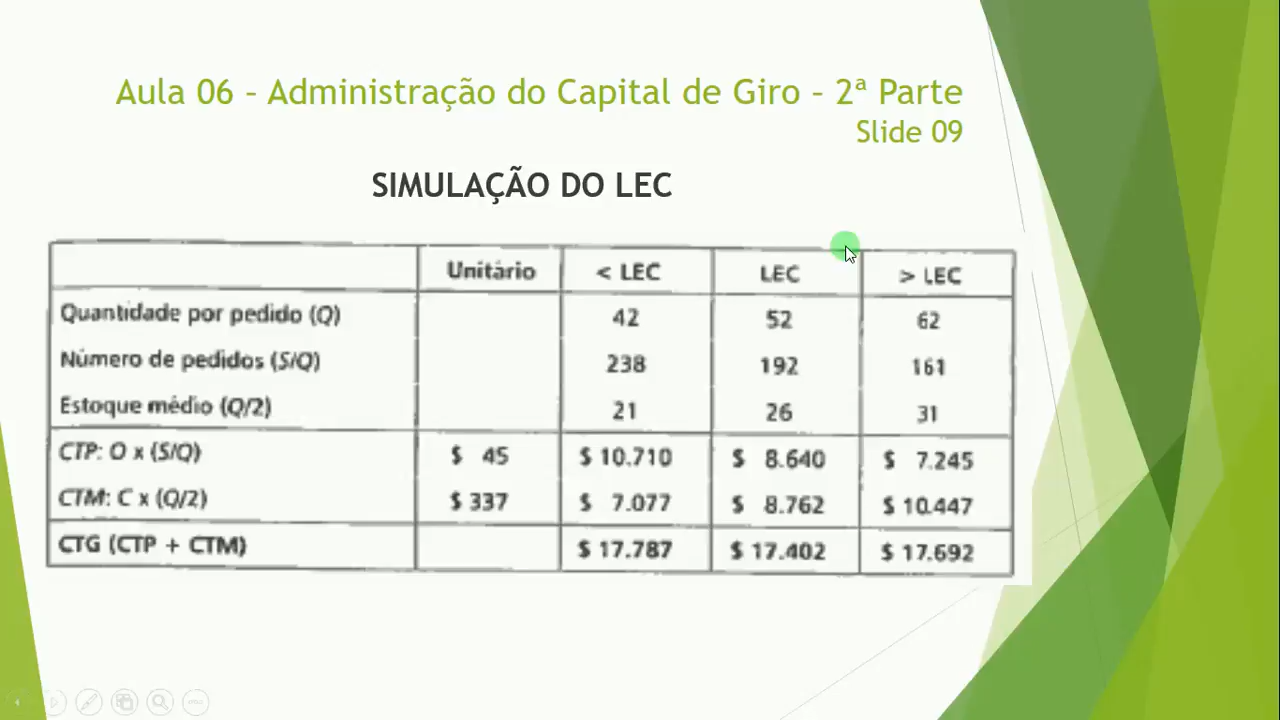 Aula 06 – Administração do Capital de Giro – 2ª Parte
Slide 09
SIMULAÇÃO DO LEC
Unitário < LEC LEC > LEC
Quantidade por pedido (Q) 42 52 62
Número de pedidos (S/Q) 238 192 161
Estoque médio (Q/2) 21 26 31
CTP: O x (S/Q) $ 45 $ 10.710 $ 8.640 $ 7.245
CTM: C x (Q/2) $ 337 $ 7.077 $ 8.762 $ 10.447
CTG (CTP + CTM) $ 17.787 $ 17.402 $ 17.692